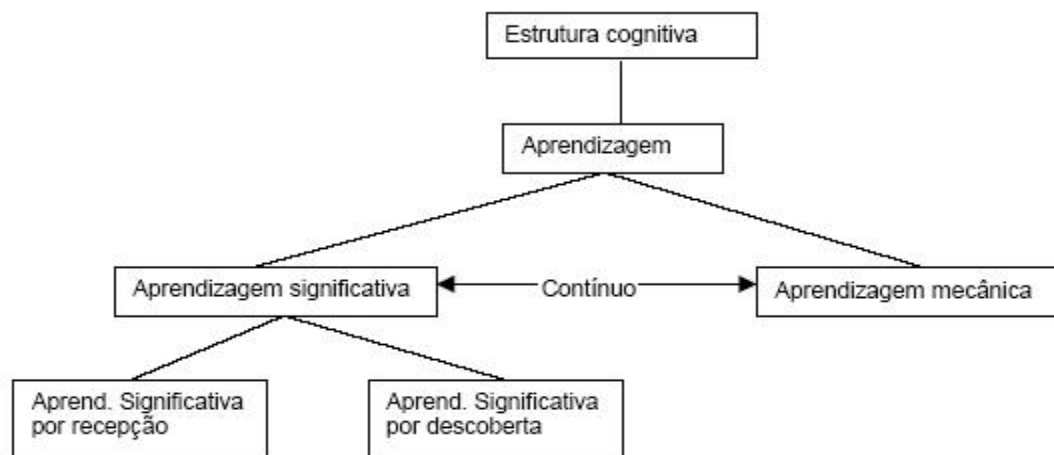 Estrutura cognitiva
Aprendizagem
Aprendizagem significativa
Contínuo
Aprendizagem mecânica
Aprend. Significativa
por recepção
Aprend. Significativa
por descoberta